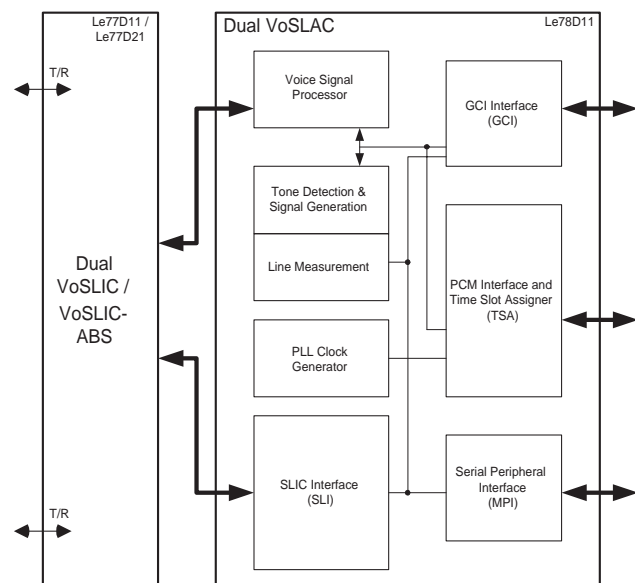 Le77D11 /
Le77D21
T/R
T/R
Dual
VoSLIC /
VoSLIC-
ABS
Dual VoSLAC
Le78D11
Voice Signal
Processor
GCI Interface
(GCI)
Tone Detection &
Signal Generation
Line Measurement
PCM Interface and
Time Slot Assigner
(TSA)
PLL Clock
Generator
SLIC Interface
(SLI)
Serial Peripheral
Interface
(MPI)